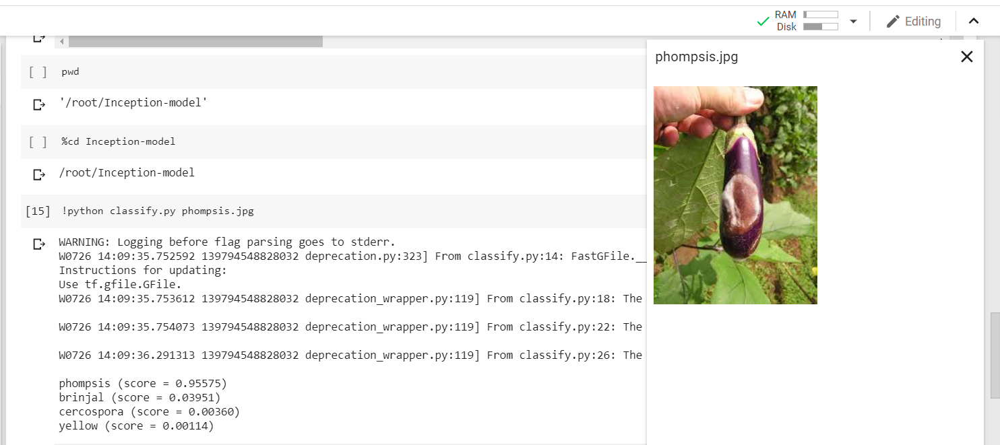 RAM
Disk
Editing
[ ] pwd
'/root/Inception-model'
[ ] %cd Inception-model
/root/Inception-model
[15] !python classify.py phompsis.jpg
WARNING: Logging before flag parsing goes to stderr.
W0726 14:09:35.752592 139794548828032 deprecation.py:323] From classify.py:14: FastGFile.__
Instructions for updating:
Use tf.gfile.GFile.
W0726 14:09:35.753612 139794548828032 deprecation_wrapper.py:119] From classify.py:18: The
W0726 14:09:35.754073 139794548828032 deprecation_wrapper.py:119] From classify.py:22: The
W0726 14:09:36.291313 139794548828032 deprecation_wrapper.py:119] From classify.py:26: The
phompsis (score = 0.95575)
brinjal (score = 0.03951)
cercospora (score = 0.00360)
yellow (score = 0.00114)
phompsis.jpg